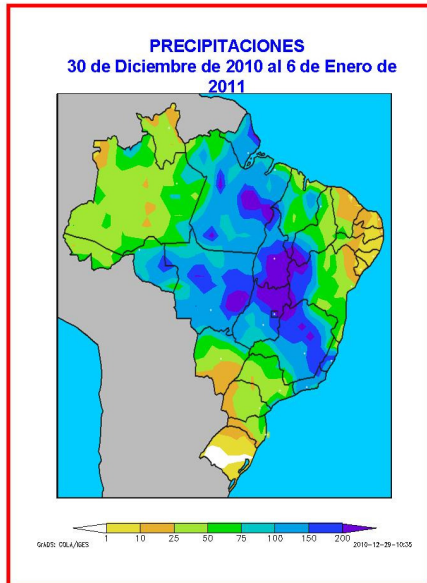 PRECIPITACIONES
30 de Diciembre de 2010 al 6 de Enero de
2011
1 10 25 50 75 100 150 200
GrADS: COLA/IGES 2010-12-29-10:35